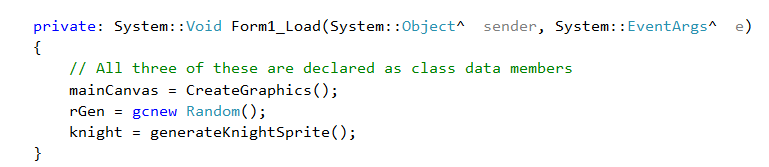 private: System::Void Form1_Load(System::Object^  sender, System::EventArgs^  e)
{
    // All three of these are declared as class data members
    mainCanvas = CreateGraphics();
    rGen = gcnew Random();
    knight = generateKnightSprite();
}